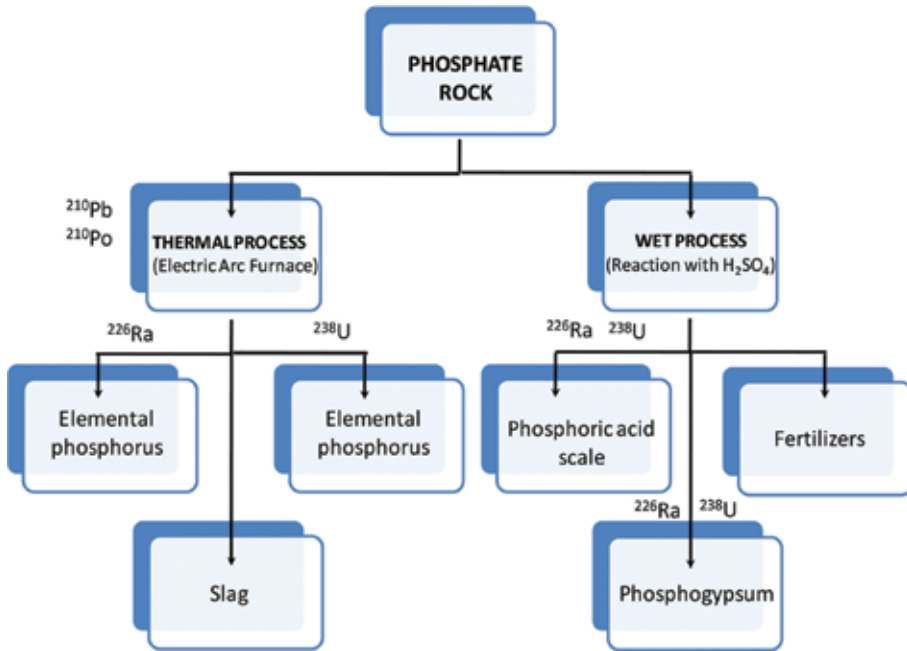 PHOSPHATE
ROCK
²¹⁰Pb
²¹⁰Po
THERMAL PROCESS
(Electric Arc Furnace)
WET PROCESS
(Reaction with H₂SO₄)
²²⁶Ra
²³⁸U
²²⁶Ra ²³⁸U
Elemental
phosphorus
Elemental
phosphorus
Phosphoric acid
scale
Fertilizers
²²⁶Ra ²³⁸U
Slag
Phosphogypsum